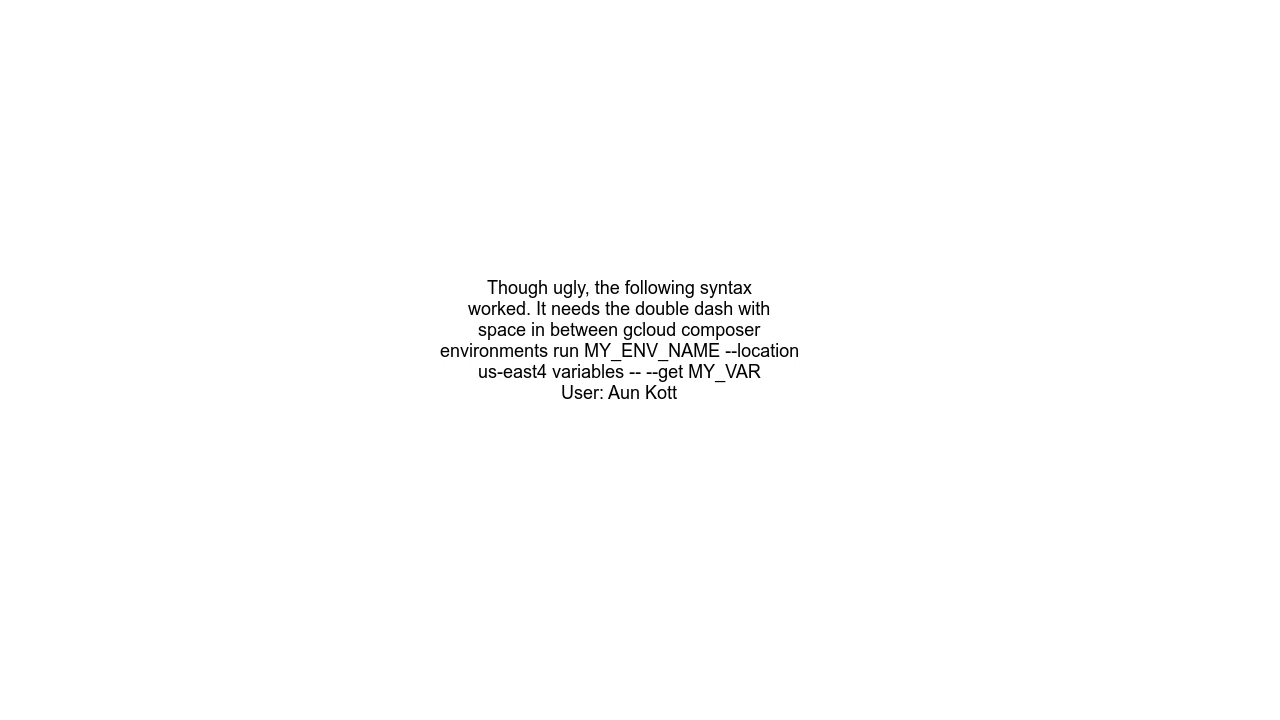 Though ugly, the following syntax
worked. It needs the double dash with
space in between gcloud composer
environments run MY_ENV_NAME --location
us-east4 variables -- --get MY_VAR
User: Aun Kott